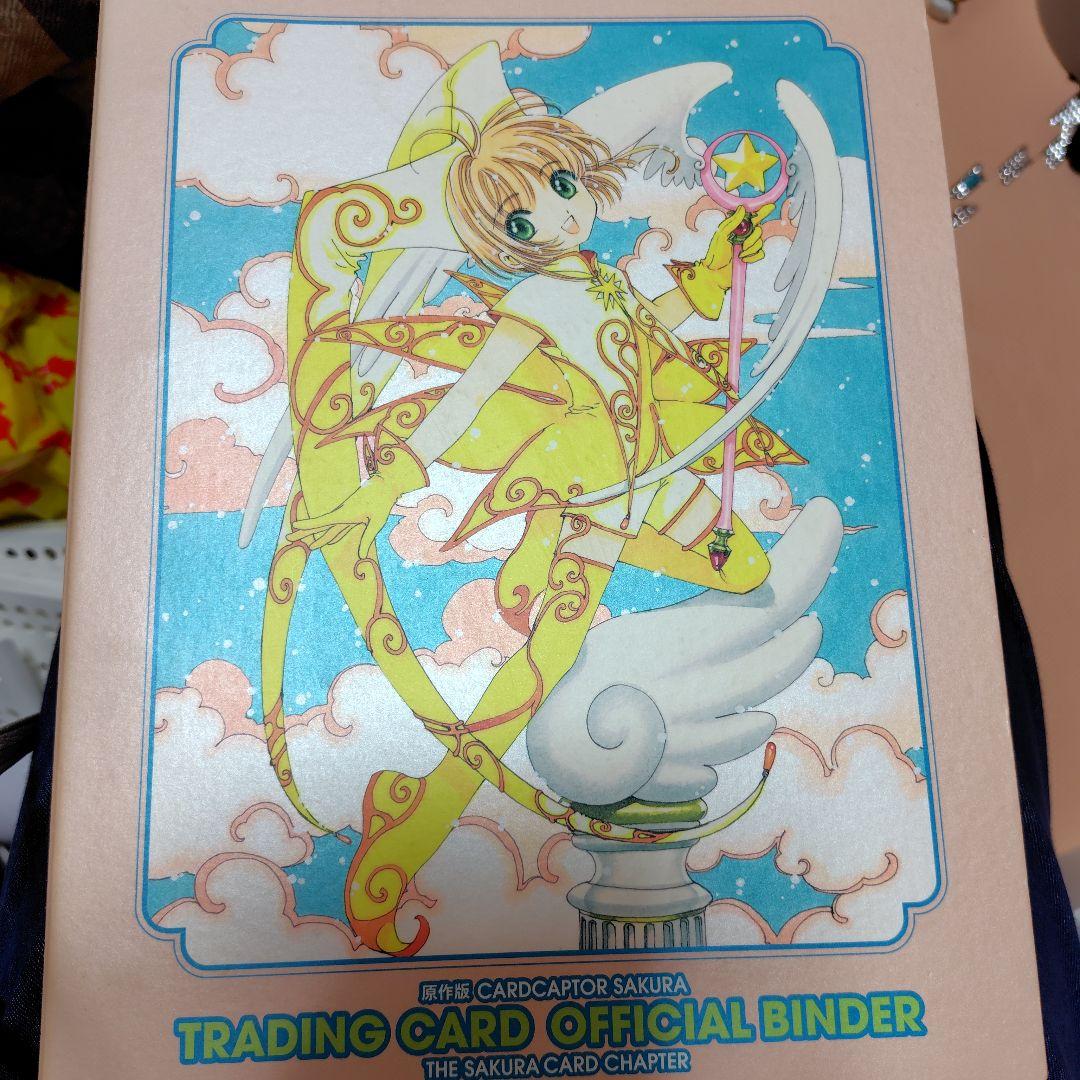 原作版 CARDCAPTOR SAKURA
TRADING CARD OFFICIAL BINDER
THE SAKURA CARD CHAPTER